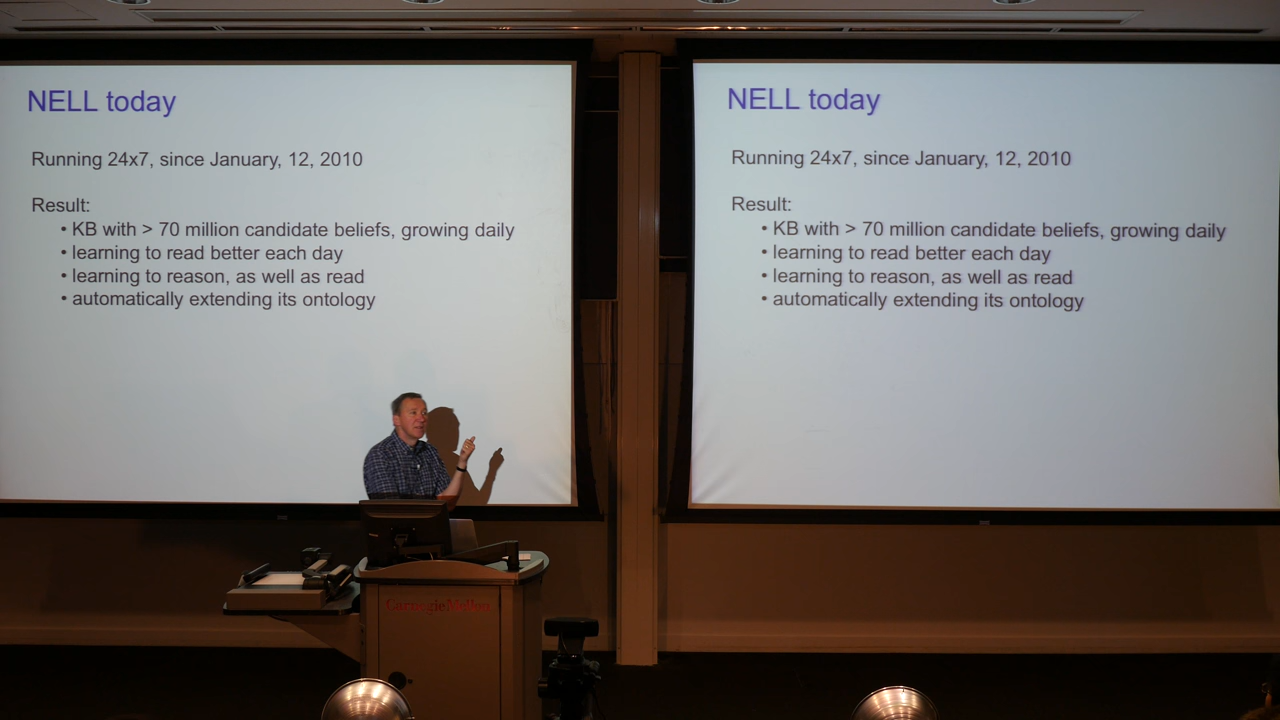 NELL today
Running 24x7, since January, 12, 2010
Result:
• KB with > 70 million candidate beliefs, growing daily
• learning to read better each day
• learning to reason, as well as read
• automatically extending its ontology
NELL today
Running 24x7, since January, 12, 2010
Result:
• KB with > 70 million candidate beliefs, growing daily
• learning to read better each day
• learning to reason, as well as read
• automatically extending its ontology
Carnegie Mellon